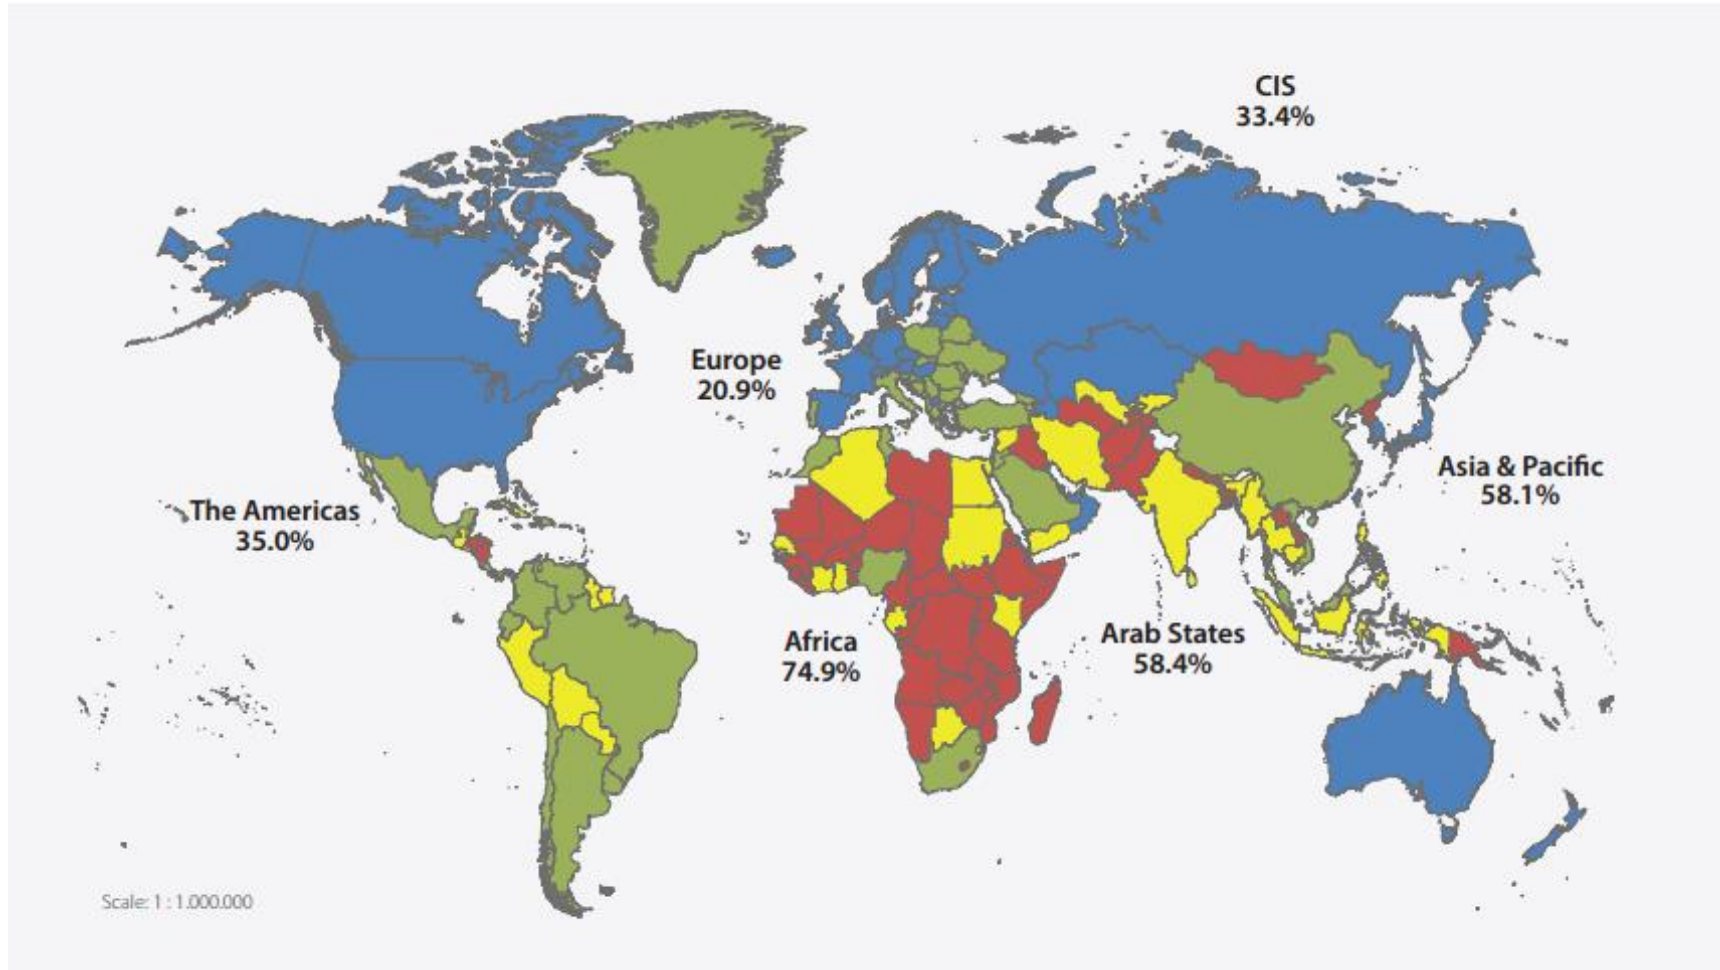 CIS
33.4%
Europe
20.9%
Asia & Pacific
58.1%
The Americas
35.0%
Africa
74.9%
Arab States
58.4%
Scale: 1 : 1.000.000